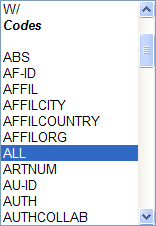 W/
Codes
ABS
AF-ID
AFFIL
AFFILCITY
AFFILCOUNTRY
AFFILORG
ALL
ARTNUM
AU-ID
AUTH
AUTHCOLLAB